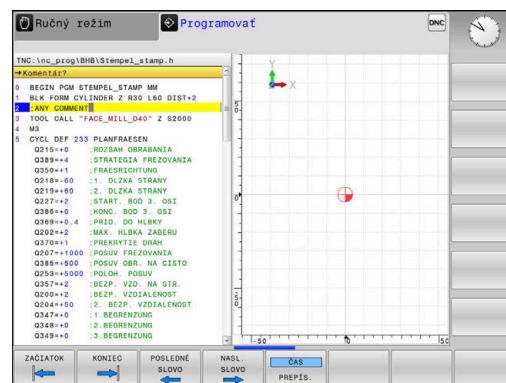 Ručný režim
Programovať
DNC
TNC:\nc_prog\BHB\Stempel_stamp.h
→Komentár?
0 BEGIN PGM STEMPEL_STAMP MM
1 BLK FORM CYLINDER Z R30 L60 DIST+2
2 ;ANY COMMENT
3 TOOL CALL "FACE_MILL_D40" Z S2000
4 M3
5 CYCL DEF 233 PLANFRAESEN
Q215=+0 ;ROZSAH OBRABANIA
Q389=+4 ;STRATEGIA FREZOVANIA
Q350=+1 ;FRAESRICHTUNG
Q218=-60 ;1. DLZKA STRANY
Q219=+60 ;2. DLZKA STRANY
Q227=+2 ;START. BOD 3. OSI
Q386=+0 ;KONC. BOD 3. OSI
Q369=+0.4 ;PRID. DO HLBKY
Q202=+2 ;MAX. HLBKA ZABERU
Q370=+1 ;PREKRYTIE DRAH
Q207=+1000 ;POSUV FREZOVANIA
Q385=+500 ;POSUV OBR. NA CISTO
Q253=+5000 ;POLOH. POSUV
Q357=+2 ;BEZP. VZD. NA STR.
Q200=+2 ;BEZP. VZDIALENOST
Q204=+50 ;2. BEZP. VZDIALENOST
Q347=+0 ;1.BEGRENZUNG
Q348=+0 ;2.BEGRENZUNG
Q349=+0 ;3.BEGRENZUNG
Y
X
50
0
-50
-50
0
50
ZAČIATOK
KONIEC
POSLEDNÉ
SLOVO
NASL.
SLOVO
ČAS
PREPÍS.